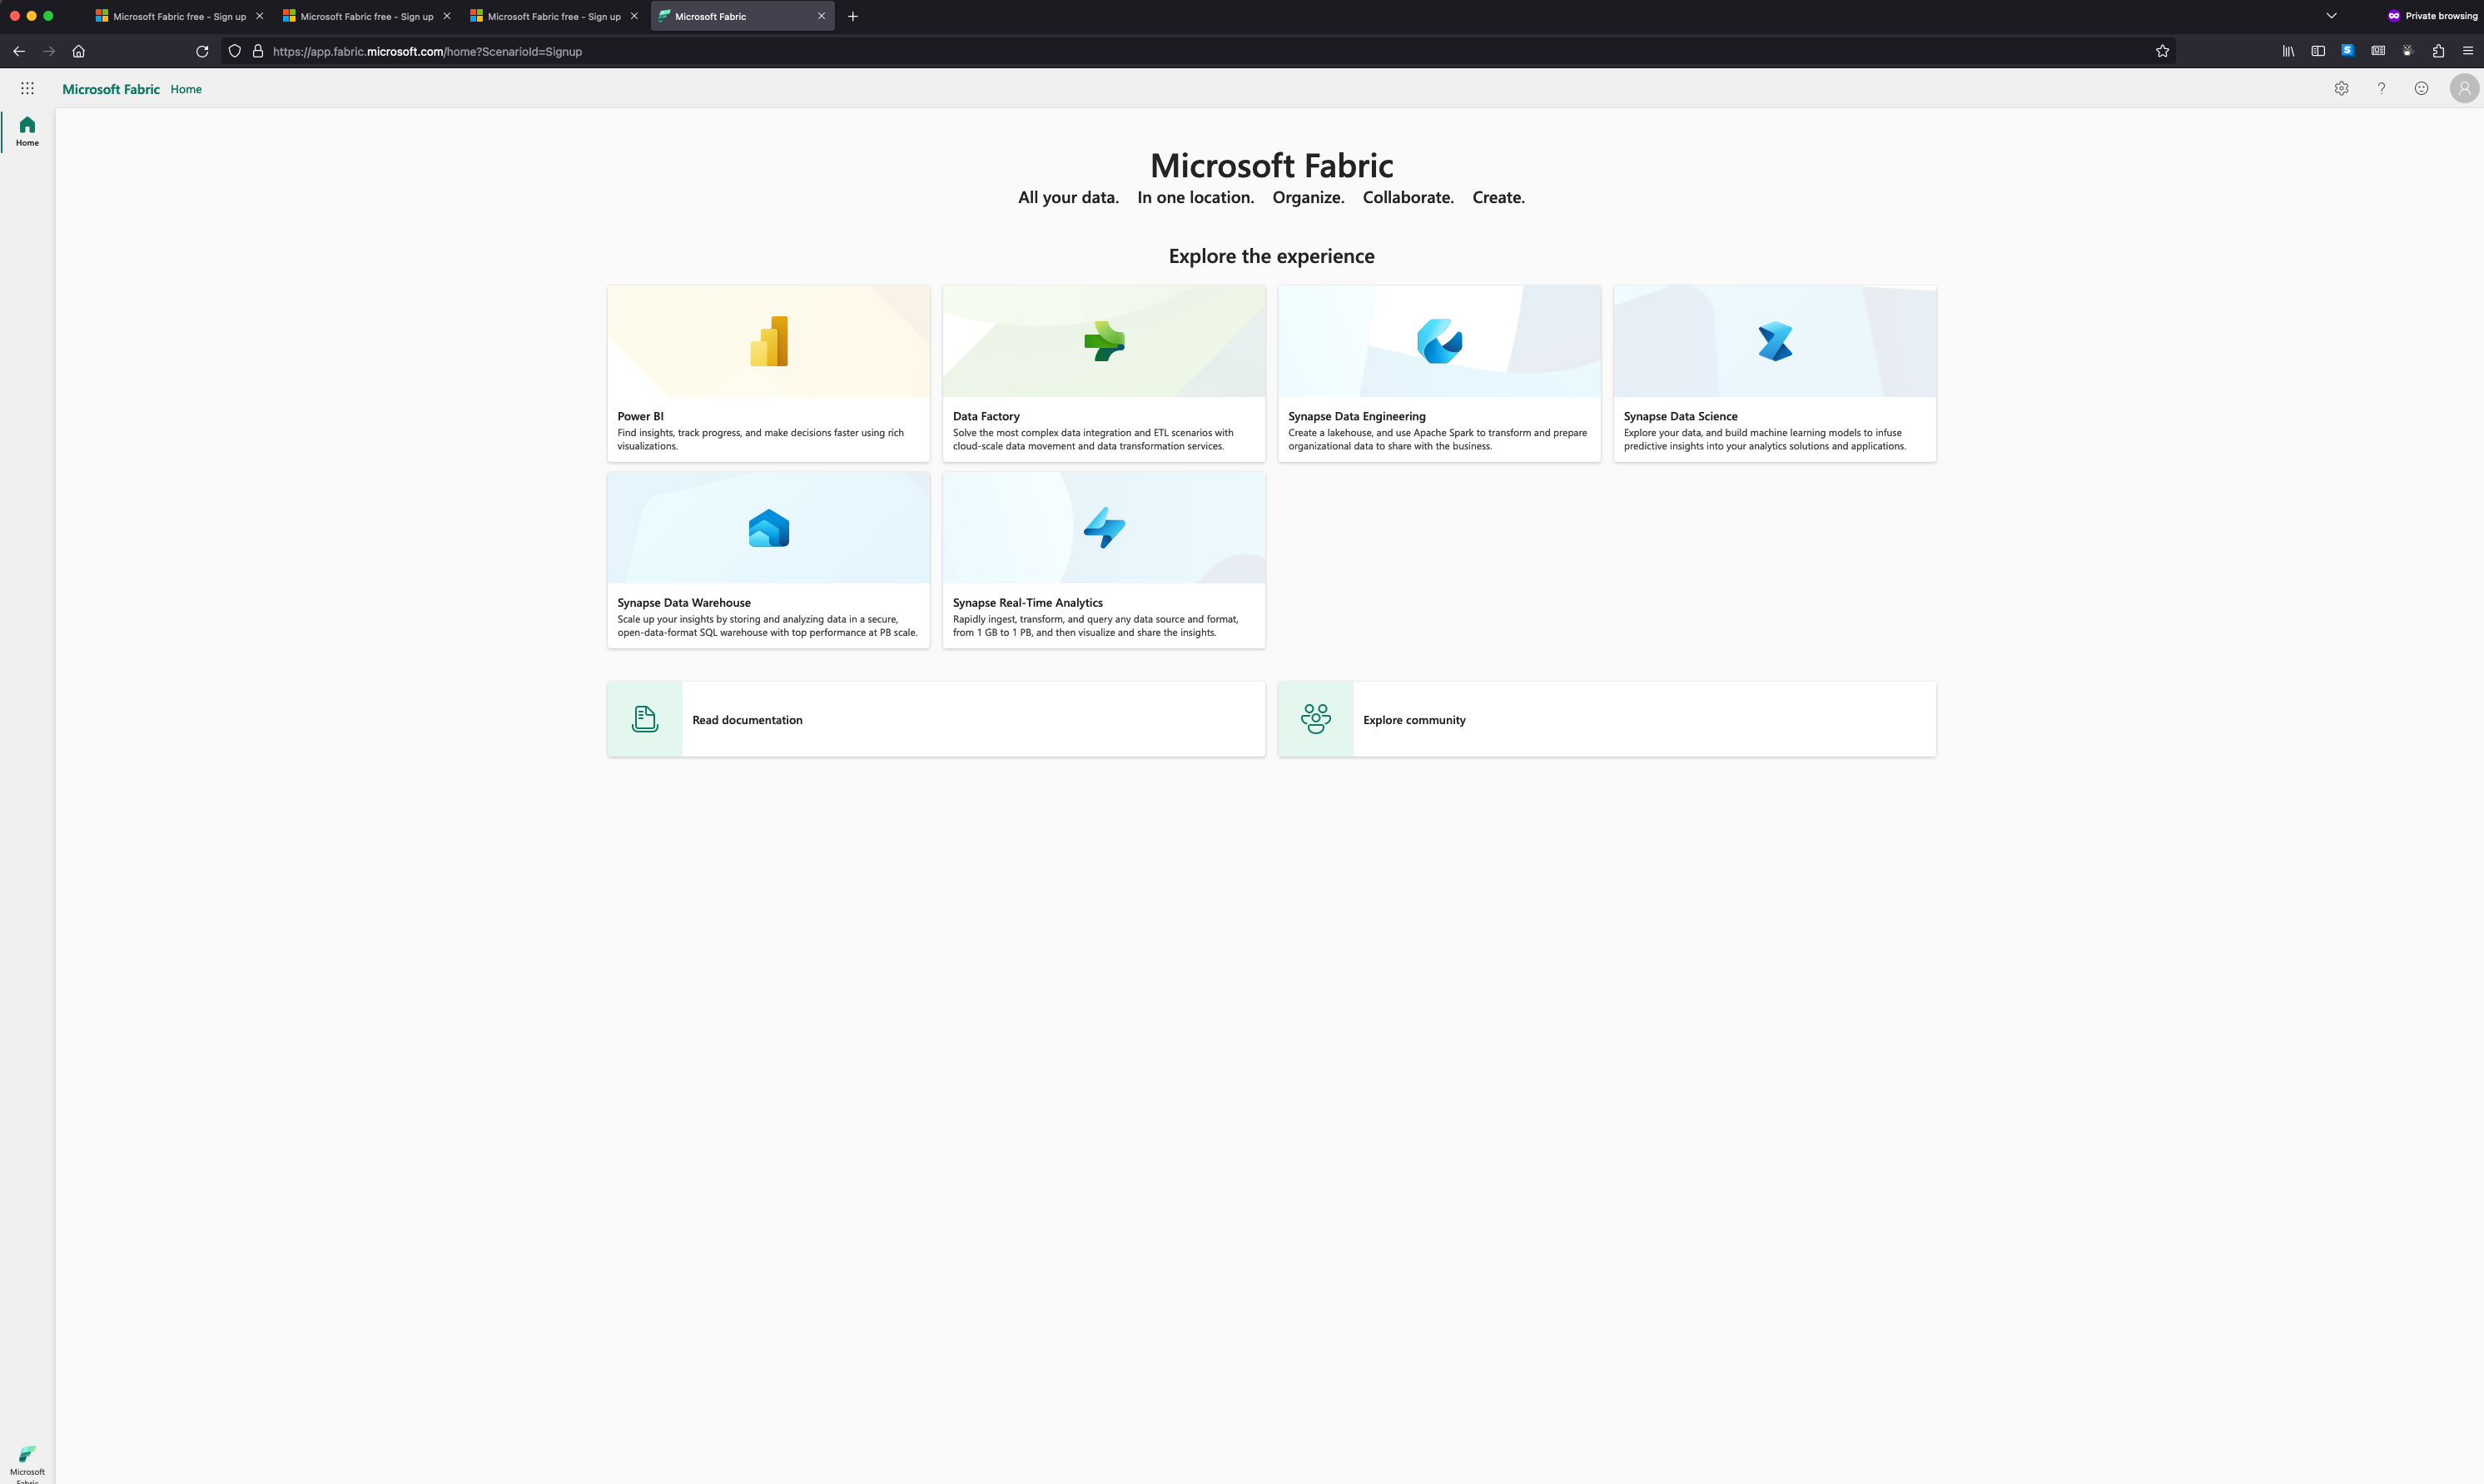 Microsoft Fabric free - Sign up
Microsoft Fabric free - Sign up
Microsoft Fabric free - Sign up
Microsoft Fabric
Private browsing
https://app.fabric.microsoft.com/home?ScenarioId=Signup
Microsoft Fabric Home
Home
Microsoft Fabric
All your data. In one location. Organize. Collaborate. Create.
Explore the experience
Power BI
Find insights, track progress, and make decisions faster using rich
visualizations.
Data Factory
Solve the most complex data integration and ETL scenarios with
cloud-scale data movement and data transformation services.
Synapse Data Engineering
Create a lakehouse, and use Apache Spark to transform and prepare
organizational data to share with the business.
Synapse Data Science
Explore your data, and build machine learning models to infuse
predictive insights into your analytics solutions and applications.
Synapse Data Warehouse
Scale up your insights by storing and analyzing data in a secure,
open-data-format SQL warehouse with top performance at PB scale.
Synapse Real-Time Analytics
Rapidly ingest, transform, and query any data source and format,
from 1 GB to 1 PB, and then visualize and share the insights.
Read documentation
Explore community
Microsoft
Fabric